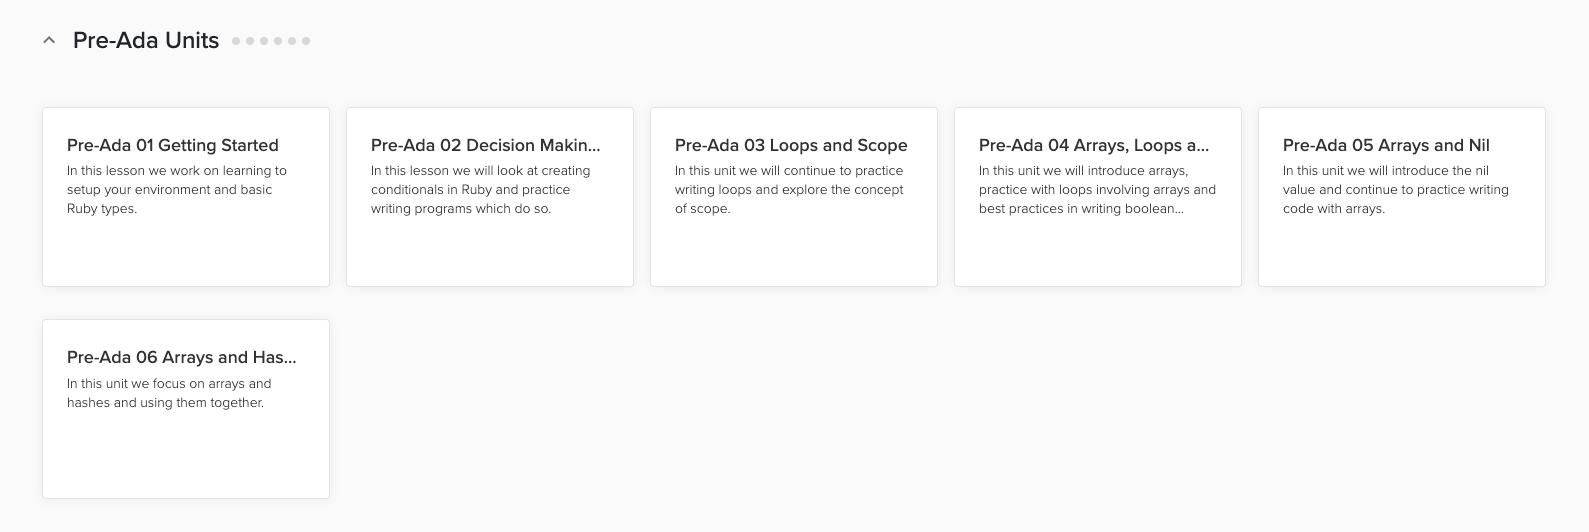 Pre-Ada Units
Pre-Ada 01 Getting Started
In this lesson we work on learning to
setup your environment and basic
Ruby types.
Pre-Ada 02 Decision Makin...
In this lesson we will look at creating
conditionals in Ruby and practice
writing programs which do so.
Pre-Ada 03 Loops and Scope
In this unit we will continue to practice
writing loops and explore the concept
of scope.
Pre-Ada 04 Arrays, Loops a...
In this unit we will introduce arrays,
practice with loops involving arrays and
best practices in writing boolean...
Pre-Ada 05 Arrays and Nil
In this unit we will introduce the nil
value and continue to practice writing
code with arrays.
Pre-Ada 06 Arrays and Has...
In this unit we focus on arrays and
hashes and using them together.